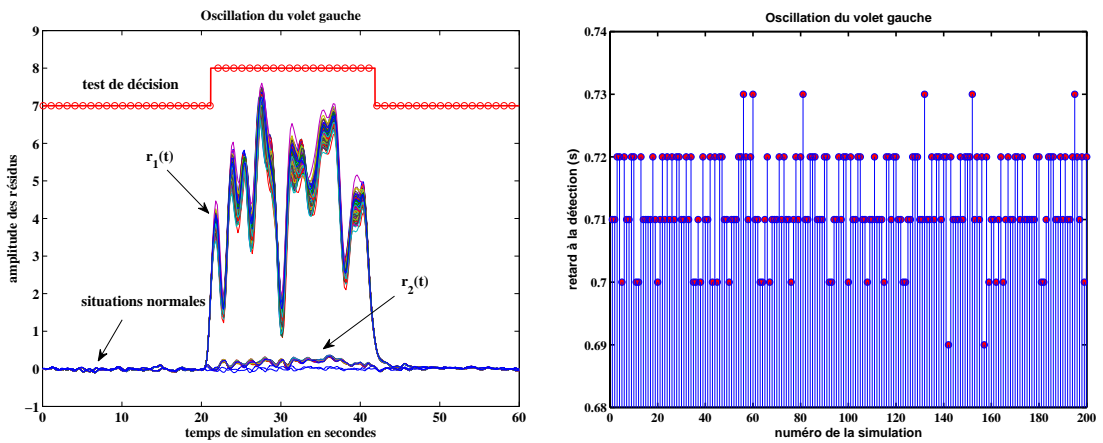 Oscillation du volet gauche
9
8
7
6
5
4
3
2
1
0
−1
0 10 20 30 40 50 60
amplitude des résidus
temps de simulation en secondes
test de décision
r1(t)
situations normales
r2(t)
Oscillation du volet gauche
0.74
0.73
0.72
0.71
0.7
0.69
0.68
0 20 40 60 80 100 120 140 160 180 200
retard à la détection (s)
numéro de la simulation